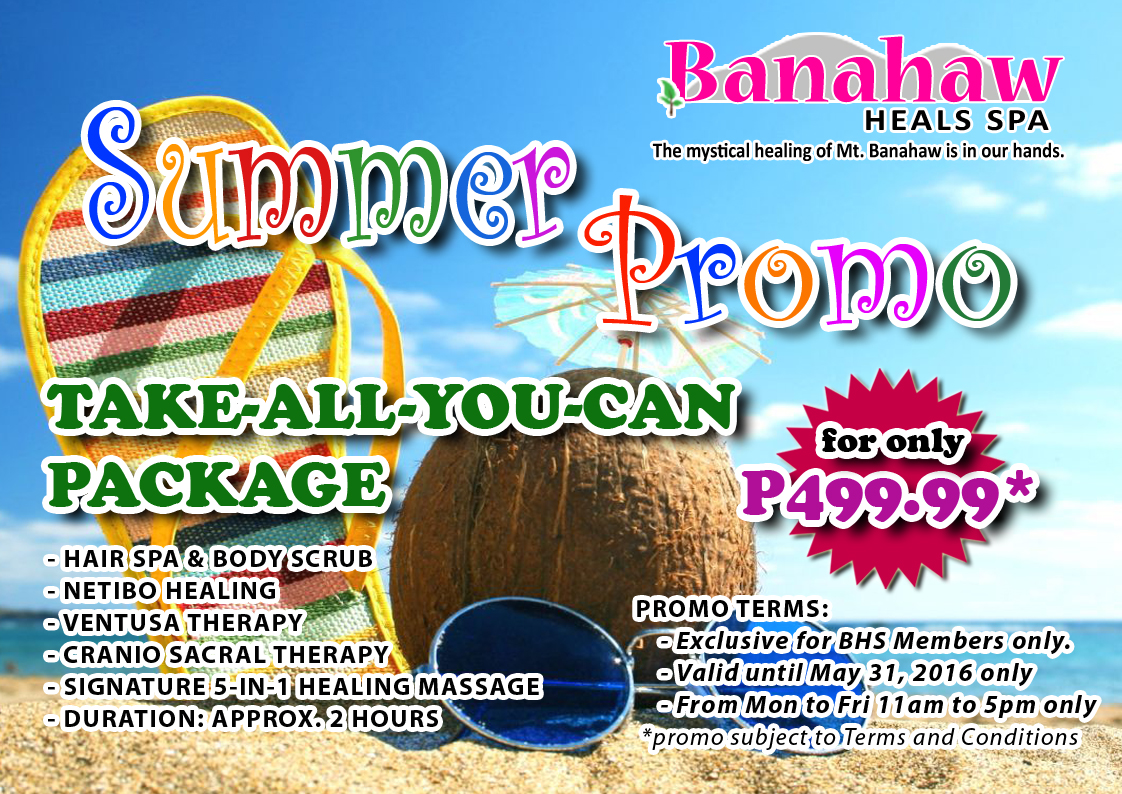 Banahaw
HEALS SPA
The mystical healing of Mt. Banahaw is in our hands.
Summer
Promo
TAKE-ALL-YOU-CAN
PACKAGE
for only
P499.99*
- HAIR SPA & BODY SCRUB
- NETIBO HEALING
- VENTUSA THERAPY
- CRANIO SACRAL THERAPY
- SIGNATURE 5-IN-1 HEALING MASSAGE
- DURATION: APPROX. 2 HOURS
PROMO TERMS:
- Exclusive for BHS Members only.
- Valid until May 31, 2016 only
- From Mon to Fri 11am to 5pm only
*promo subject to Terms and Conditions